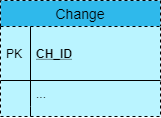 Change
PK CH_ID
...